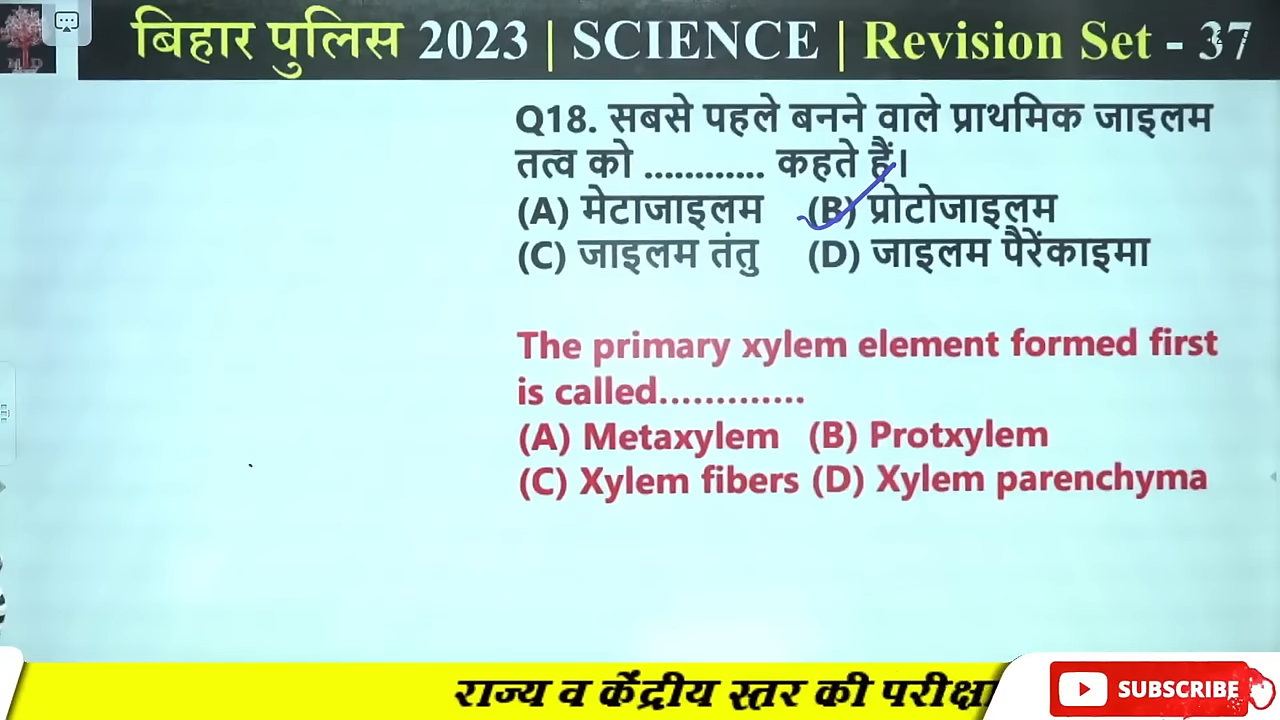 बिहार पुलिस 2023 | SCIENCE | Revision Set - 37
Q18. सबसे पहले बनने वाले प्राथमिक जाइलम
तत्व को ............ कहते हैं।
(A) मेटाजाइलम (B) प्रोटोजाइलम
(C) जाइलम तंतु (D) जाइलम पैरेंकाइमा
The primary xylem element formed first
is called.............
(A) Metaxylem (B) Protxylem
(C) Xylem fibers (D) Xylem parenchyma
राज्य व केंद्रीय स्तर की परीक्षा
SUBSCRIBE